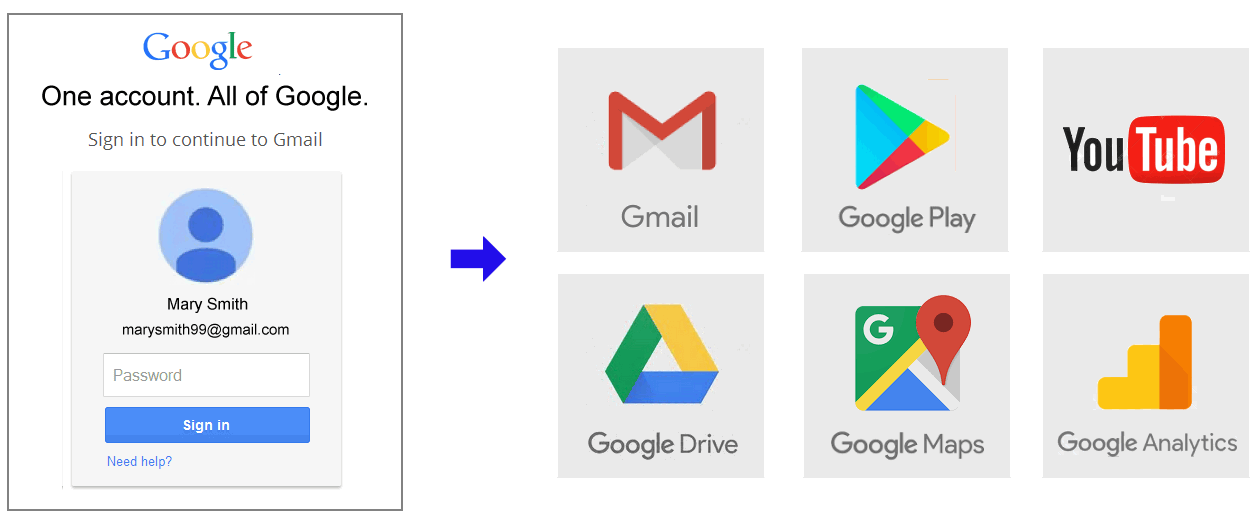 Google
One account. All of Google.
Sign in to continue to Gmail
Mary Smith
marysmith99@gmail.com
Password
Sign in
Need help?
Gmail
Google Play
YouTube
Google Drive
G
Google Maps
Google Analytics